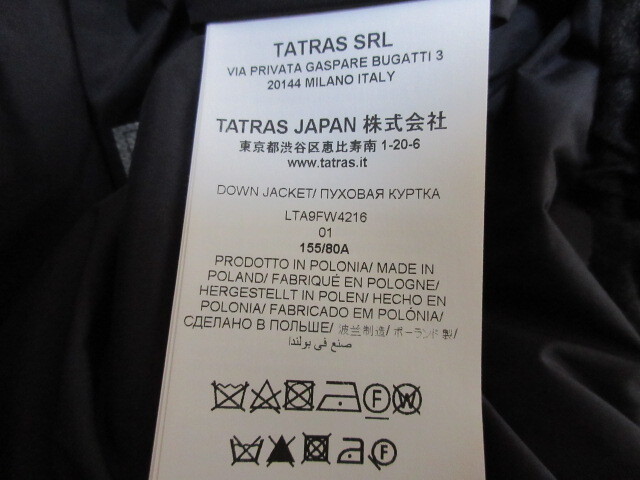 TATRAS SRL
VIA PRIVATA GASPARE BUGATTI 3
20144 MILANO ITALY
TATRAS JAPAN 株式会社
東京都渋谷区恵比寿南 1-20-6
www.tatras.it
DOWN JACKET/ ПУХОВАЯ КУРТКА
LTA9FW4216
01
155/80A
PRODOTTO IN POLONIA/ MADE IN
POLAND/ FABRIQUÉ EN POLOGNE/
HERGESTELLT IN POLEN/ HECHO EN
POLONIA/ FABRICADO EM POLÓNIA/
СДЕЛАНО В ПОЛЬШЕ/ 波兰制造/ ポーランド製/
صنع في بولندا
F W
F